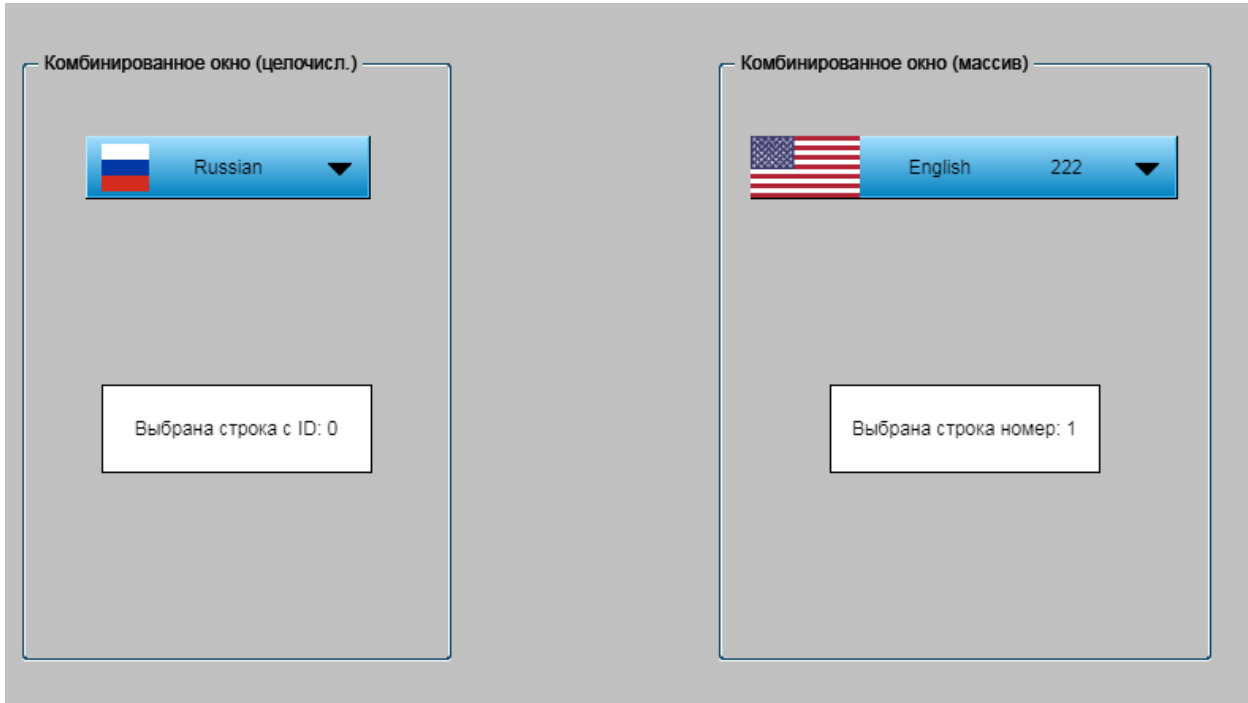 Комбинированное окно (целочисл.)
Russian
Выбрана строка с ID: 0
Комбинированное окно (массив)
English 222
Выбрана строка номер: 1